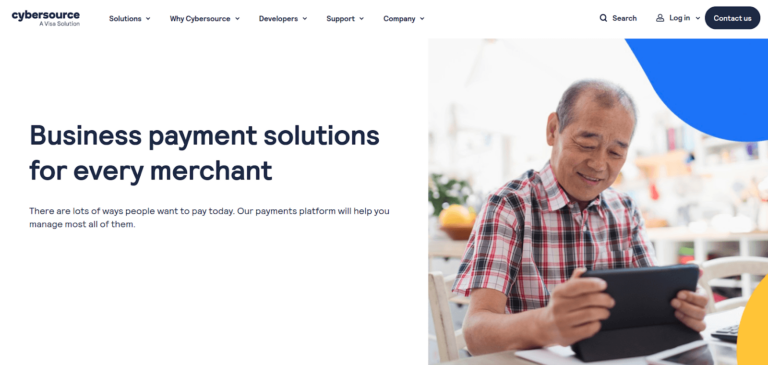 cybersource
A Visa Solution
Solutions
Why Cybersource
Developers
Support
Company
Search
Log in
Contact us
Business payment solutions
for every merchant
There are lots of ways people want to pay today. Our payments platform will help you
manage most all of them.